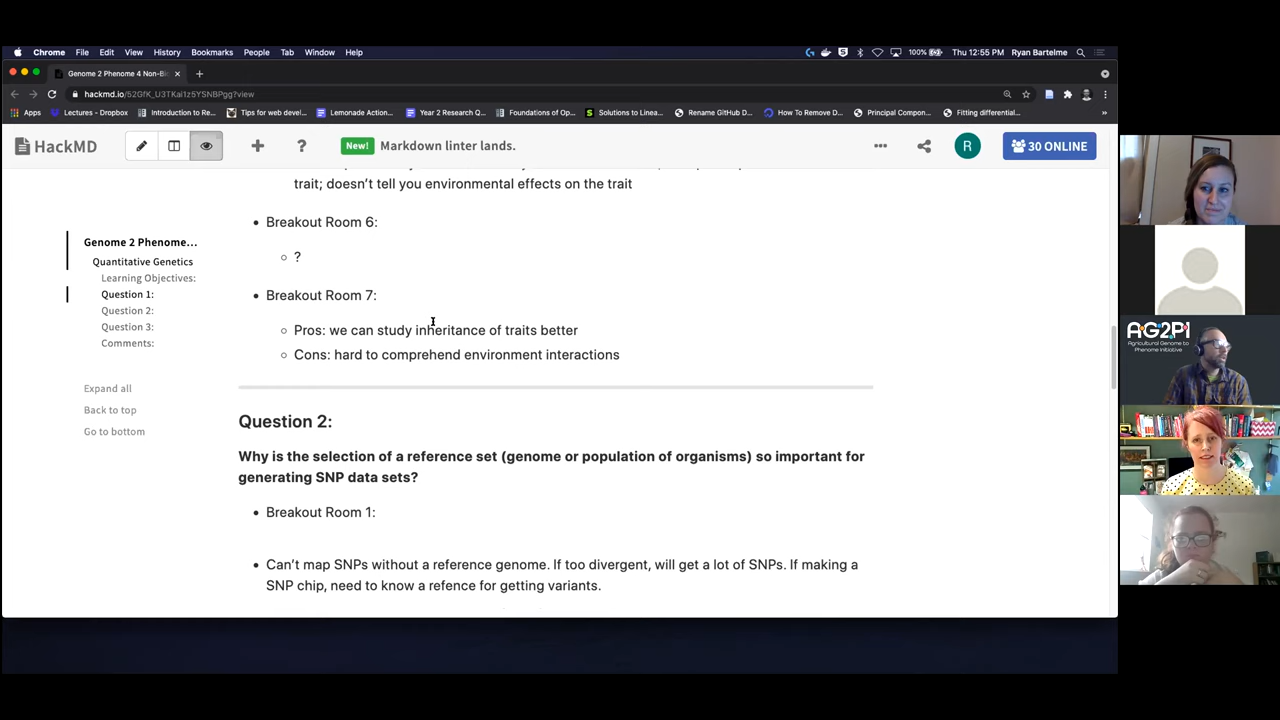 Chrome File Edit View History Bookmarks People Tab Window Help 100% Thu 12:55 PM Ryan Bartelme
Genome 2 Phenome 4 Non-Bi
hackmd.io/52GfK_U3TKai1z5YSNBPgg?view
Apps Lectures - Dropbox Introduction to Re... Tips for web devel... Lemonade Action... Year 2 Research Q... Foundations of Op... Solutions to Linea... Rename GitHub D... How To Remove D... Principal Componen... Fitting differential...
HackMD
New! Markdown linter lands.
R
30 ONLINE
trait; doesn't tell you environmental effects on the trait
Breakout Room 6:
?
Breakout Room 7:
Pros: we can study inheritance of traits better
Cons: hard to comprehend environment interactions
Genome 2 Phenome...
Quantitative Genetics
Learning Objectives:
Question 1:
Question 2:
Question 3:
Comments:
Expand all
Back to top
Go to bottom
Question 2:
Why is the selection of a reference set (genome or population of organisms) so important for
generating SNP data sets?
Breakout Room 1:
Can't map SNPs without a reference genome. If too divergent, will get a lot of SNPs. If making a
SNP chip, need to know a refence for getting variants.
AG2PI
Agricultural Genome to
Phenome Initiative